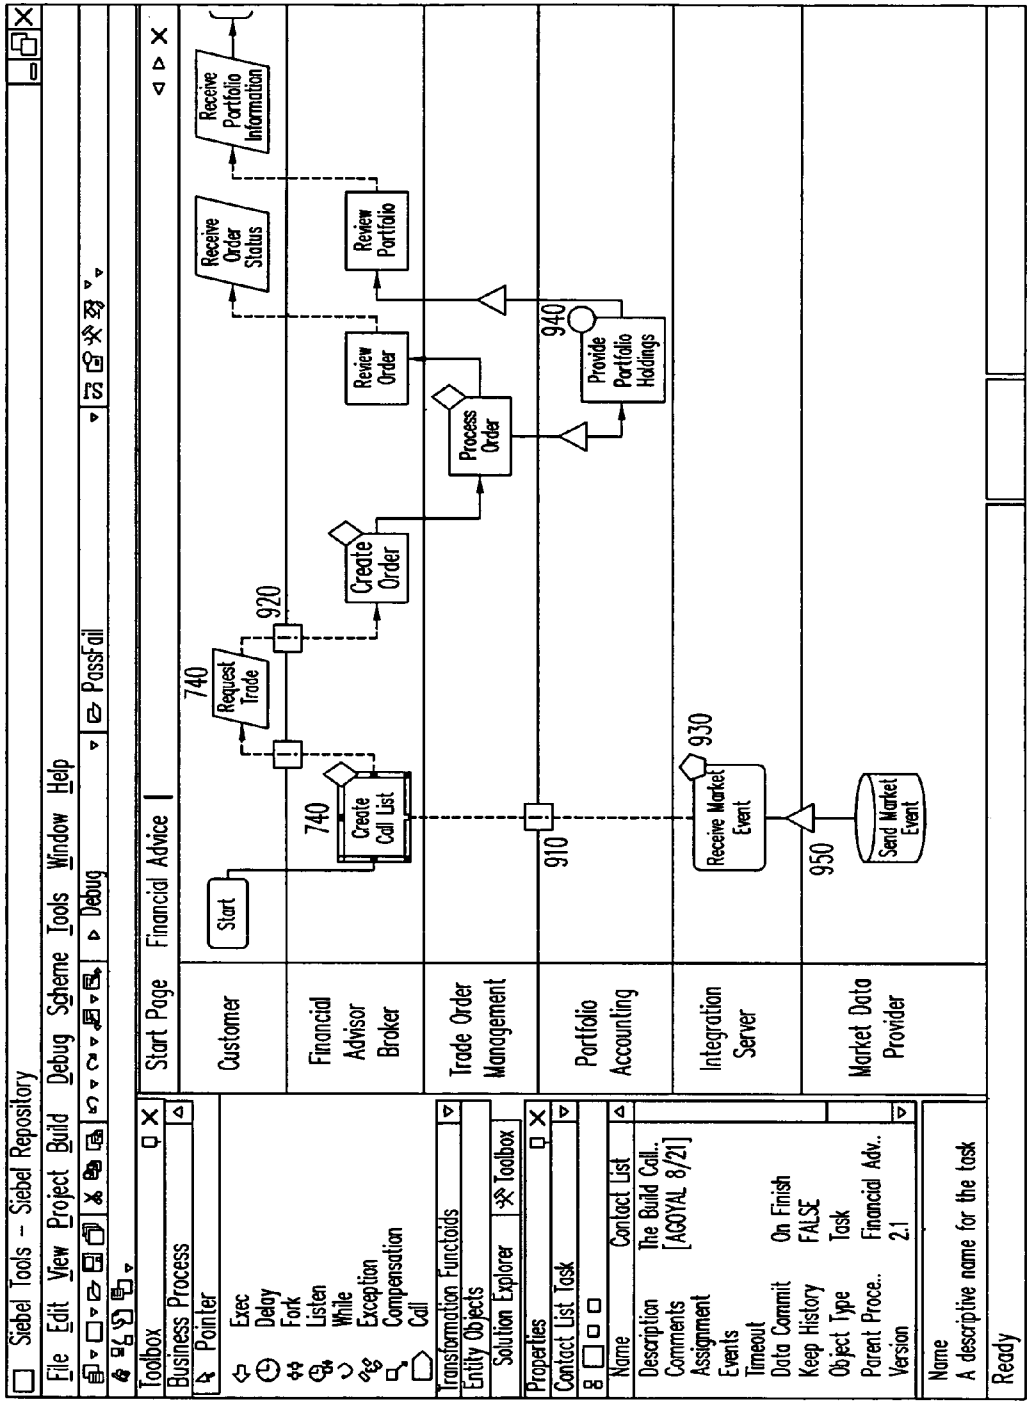 Siebel Tools – Siebel Repository
File Edit View Project Build Debug Scheme Tools Window Help
Debug
PassFail
Toolbox
Business Process
Pointer
Exec
Delay
Fork
Listen
While
Exception
Compensation
Call
Transformation Functoids
Entity Objects
Solution Explorer
Toolbox
Properties
Contact List Task
Name Contact List
Description The Build Call..
Comments [AGOYAL 8/21]
Assignment
Events
Timeout
Data Commit On Finish
Keep History FALSE
Object Type Task
Parent Proce.. Financial Adv..
Version 2.1
Name
A descriptive name for the task
Ready
Start Page
Financial Advice
Customer
Start
740
Request
Trade
920
Receive
Order
Status
Receive
Portfolio
Information
Financial
Advisor
Broker
740
Create
Call List
Create
Order
Review
Order
Review
Portfolio
Trade Order
Management
Process
Order
Portfolio
Accounting
910
940
Provide
Portfolio
Holdings
Integration
Server
Receive Market
Event
930
Market Data
Provider
950
Send Market
Event